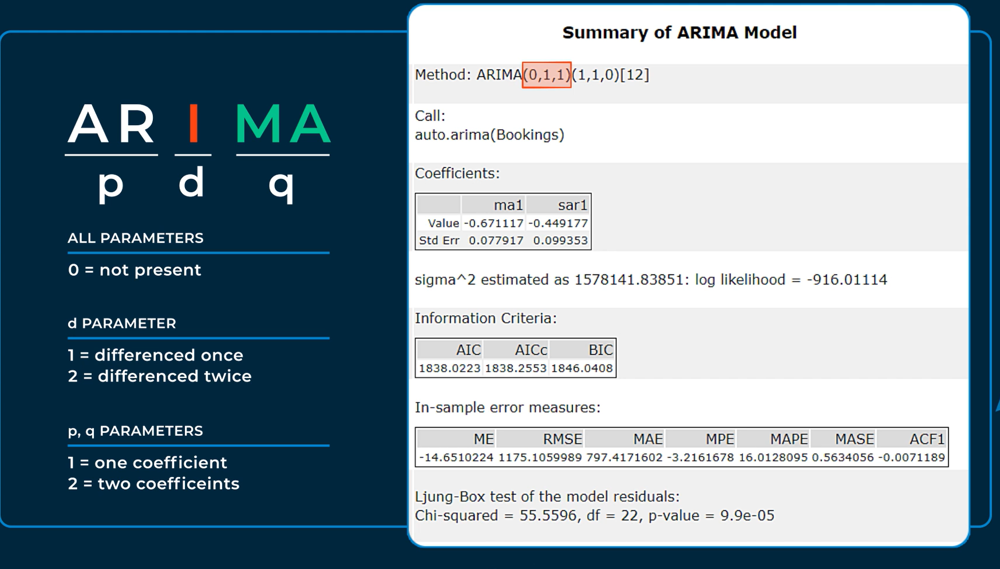 AR I MA
p d q
ALL PARAMETERS
0 = not present
d PARAMETER
1 = differenced once
2 = differenced twice
p, q PARAMETERS
1 = one coefficient
2 = two coefficeints
Summary of ARIMA Model
Method: ARIMA(0,1,1)(1,1,0)[12]
Call:
auto.arima(Bookings)
Coefficients:
ma1 sar1
Value -0.671117 -0.449177
Std Err 0.077917 0.099353
sigma^2 estimated as 1578141.83851: log likelihood = -916.01114
Information Criteria:
AIC AICc BIC
1838.0223 1838.2553 1846.0408
In-sample error measures:
ME RMSE MAE MPE MAPE MASE ACF1
-14.6510224 1175.1059989 797.4171602 -3.2161678 16.0128095 0.5634056 -0.0071189
Ljung-Box test of the model residuals:
Chi-squared = 55.5596, df = 22, p-value = 9.9e-05